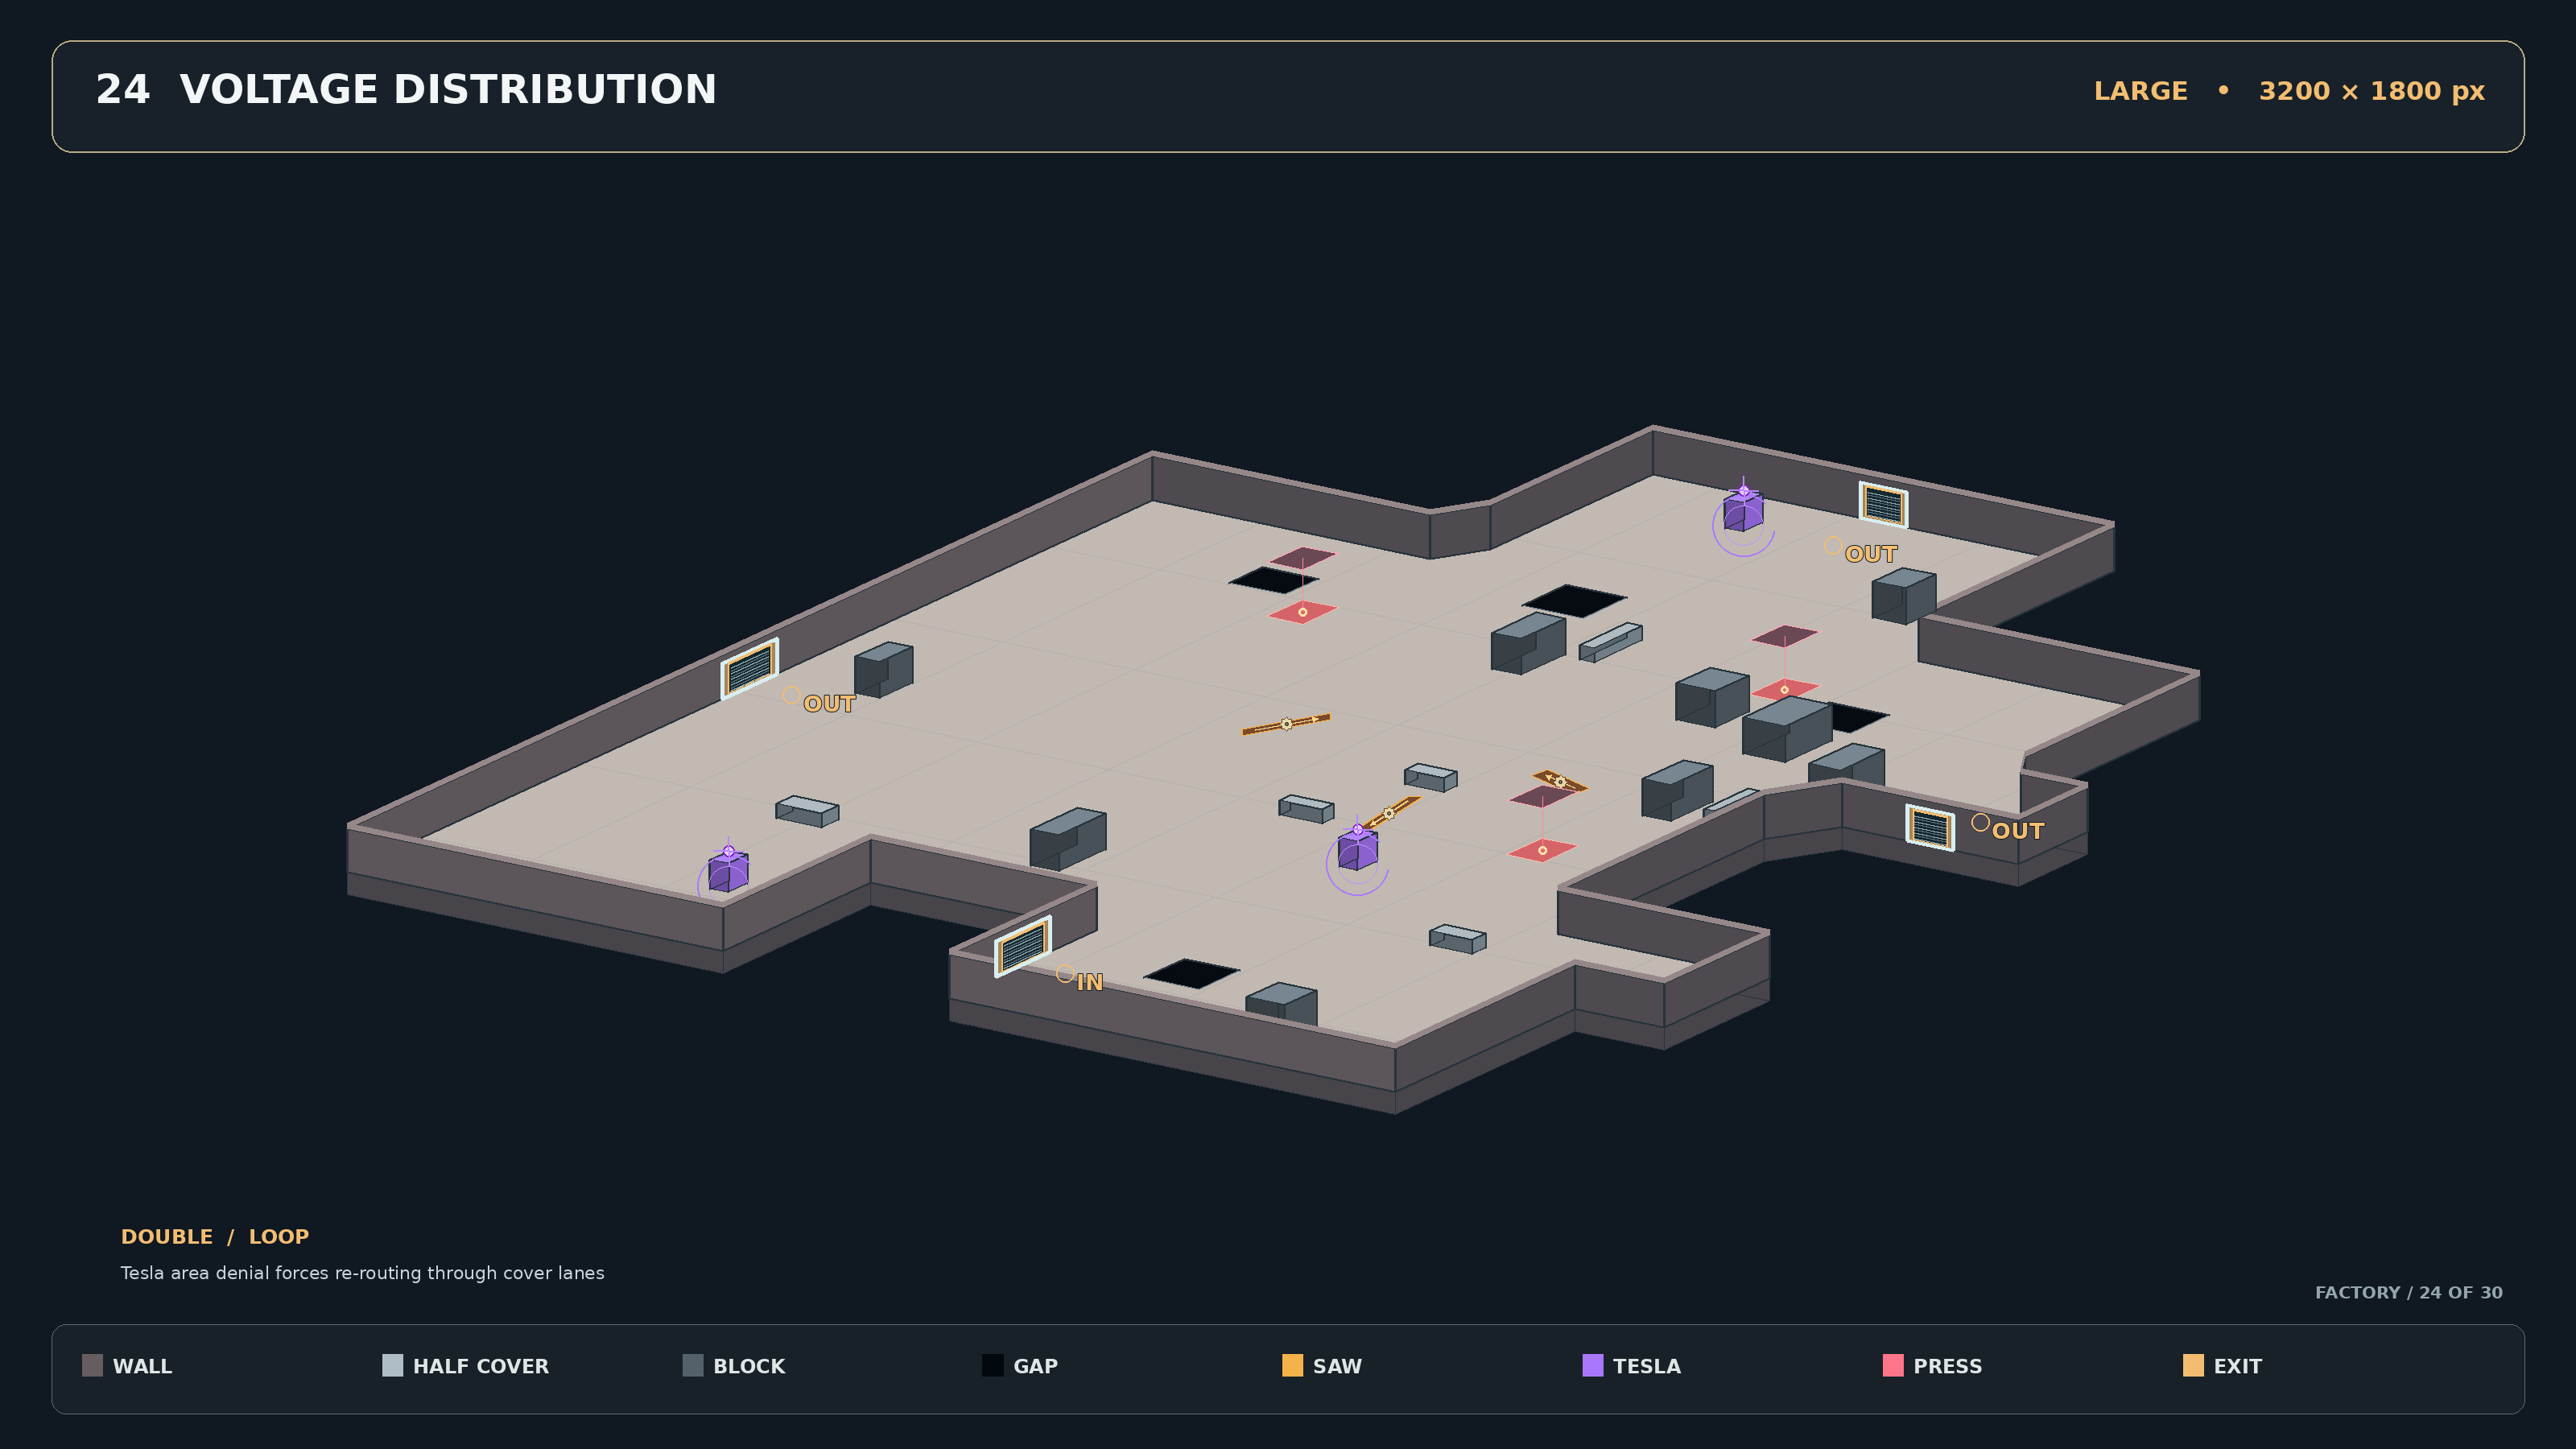 24 VOLTAGE DISTRIBUTION
LARGE • 3200 × 1800 px
OUT
OUT
OUT
IN
DOUBLE / LOOP
Tesla area denial forces re-routing through cover lanes
FACTORY / 24 OF 30
WALL
HALF COVER
BLOCK
GAP
SAW
TESLA
PRESS
EXIT